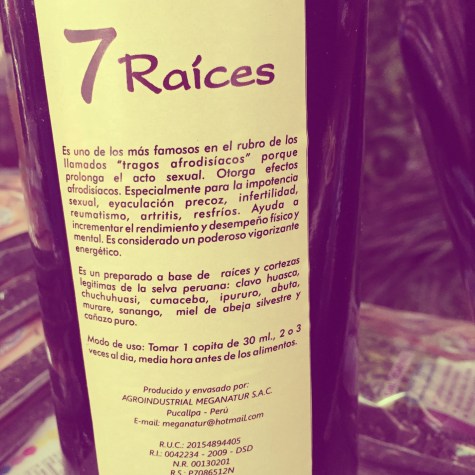 7 Raíces
Es uno de los más famosos en el rubro de los
llamados "tragos afrodisíacos" porque
prolonga el acto sexual. Otorga efectos
afrodisíacos. Especialmente para la impotencia
sexual, eyaculación precoz, infertilidad,
reumatismo, artritis, resfríos. Ayuda a
incrementar el rendimiento y desempeño físico y
mental. Es considerado un poderoso vigorizante
energético.
Es un preparado a base de raíces y cortezas
legitimas de la selva peruana: clavo huasca,
chuchuhuasi, cumaceba, ipururo, abuta,
murare, sanango, miel de abeja silvestre y
cañazo puro.
Modo de uso: Tomar 1 copita de 30 ml., 2 o 3
veces al día, media hora antes de los alimentos.
Producido y envasado por:
AGROINDUSTRIAL MEGANATUR S.A.C.
Pucallpa - Perú
E-mail: meganatur@hotmail.com
R.U.C.: 20154894405
R.I.: 0042234 - 2009 - DSD
N.R. 00130201
R.S.: P7086512N